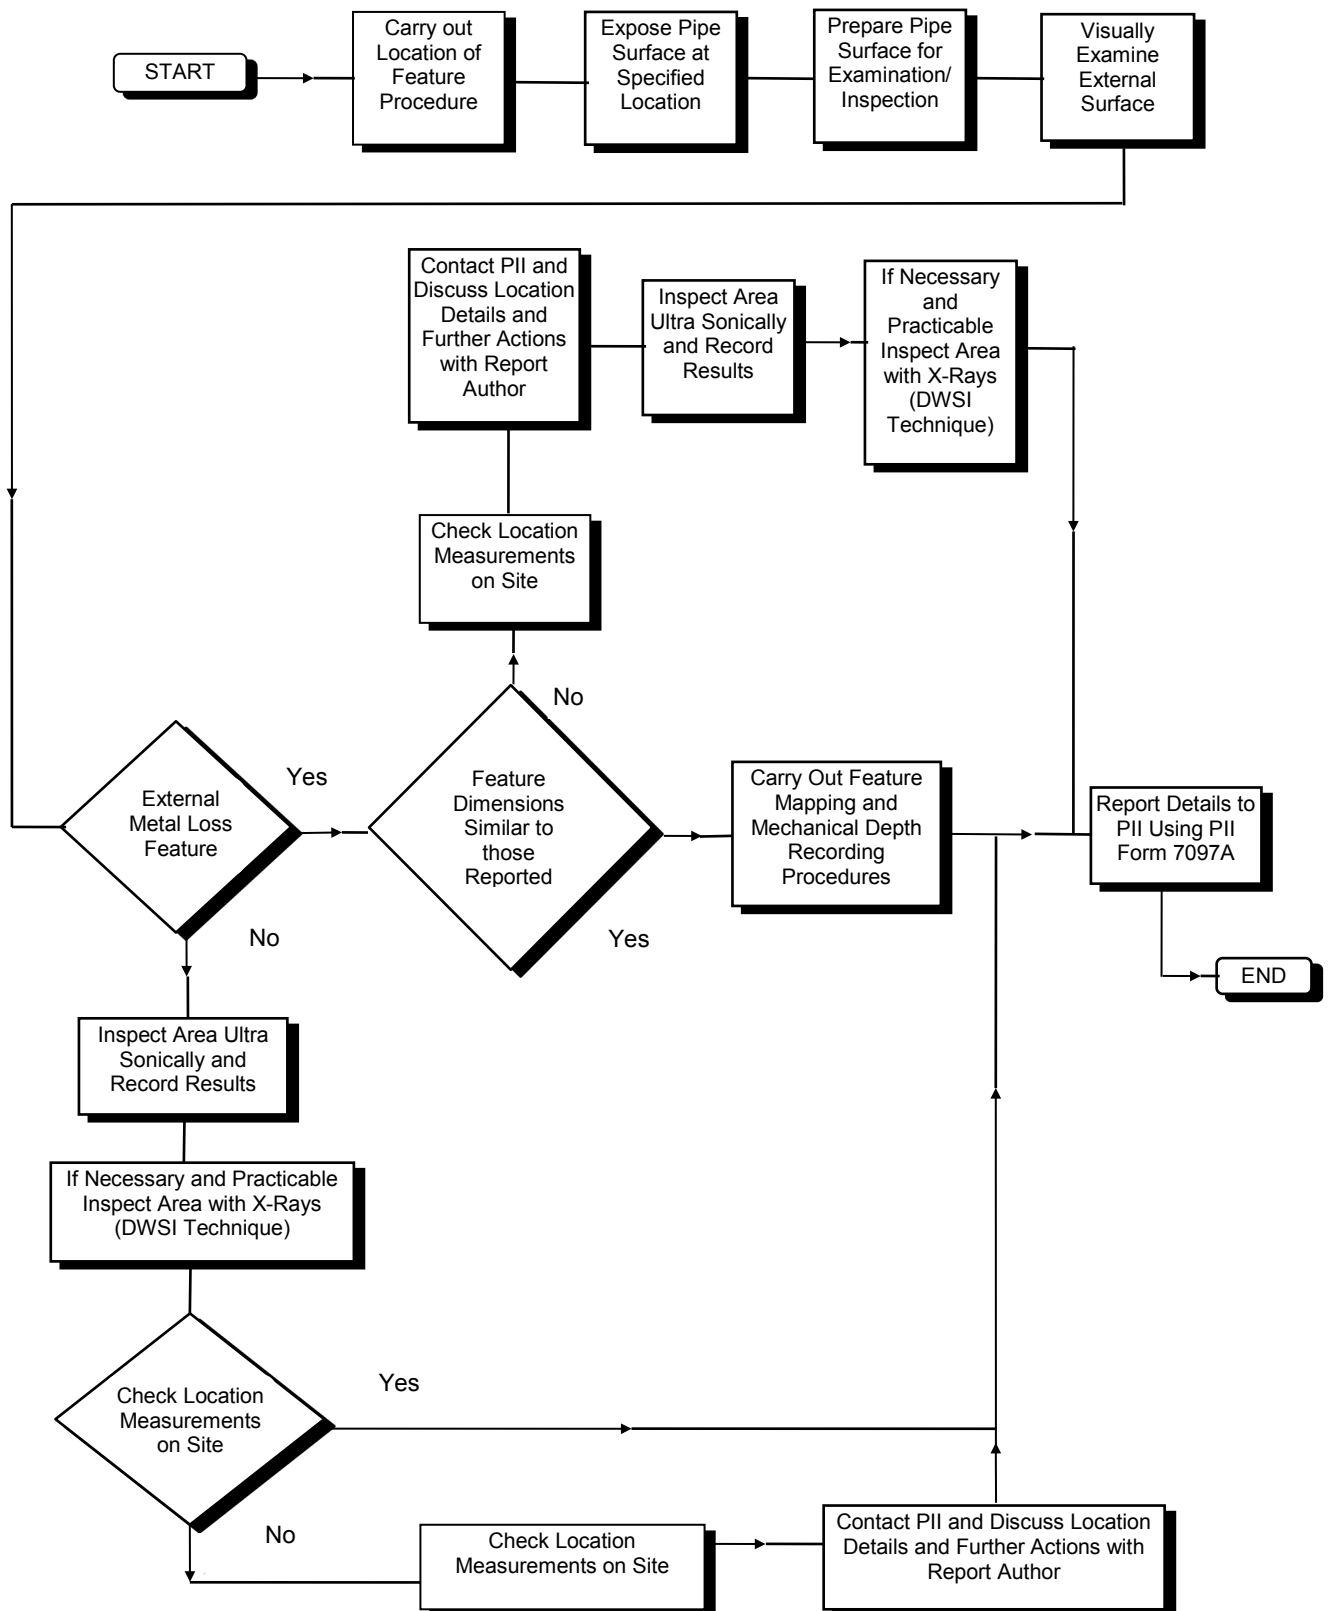 START
Carry out
Location of
Feature
Procedure
Expose Pipe
Surface at
Specified
Location
Prepare Pipe
Surface for
Examination/
Inspection
Visually
Examine
External
Surface
Contact PII and
Discuss Location
Details and
Further Actions
with Report
Author
Inspect Area
Ultra Sonically
and Record
Results
If Necessary
and
Practicable
Inspect Area
with X-Rays
(DWSI
Technique)
Check Location
Measurements
on Site
No
External
Metal Loss
Feature
Yes
Feature
Dimensions
Similar to
those
Reported
Yes
Carry Out Feature
Mapping and
Mechanical Depth
Recording
Procedures
Report Details to
PII Using PII
Form 7097A
END
No
Inspect Area Ultra
Sonically and
Record Results
If Necessary and Practicable
Inspect Area with X-Rays
(DWSI Technique)
Check Location
Measurements
on Site
Yes
No
Check Location
Measurements on Site
Contact PII and Discuss Location
Details and Further Actions with
Report Author